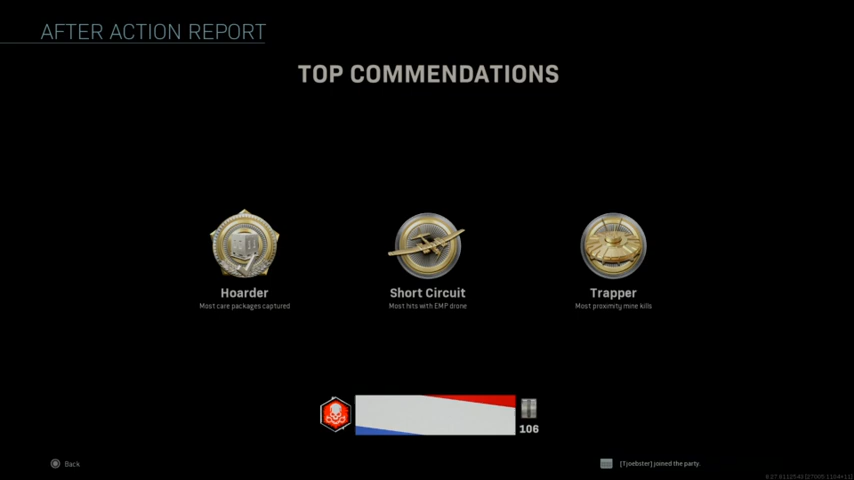 AFTER ACTION REPORT
TOP COMMENDATIONS
Hoarder
Most care packages captured
Short Circuit
Most hits with EMP drone
Trapper
Most proximity mine kills
106
Back
[Tjoebster] joined the party.